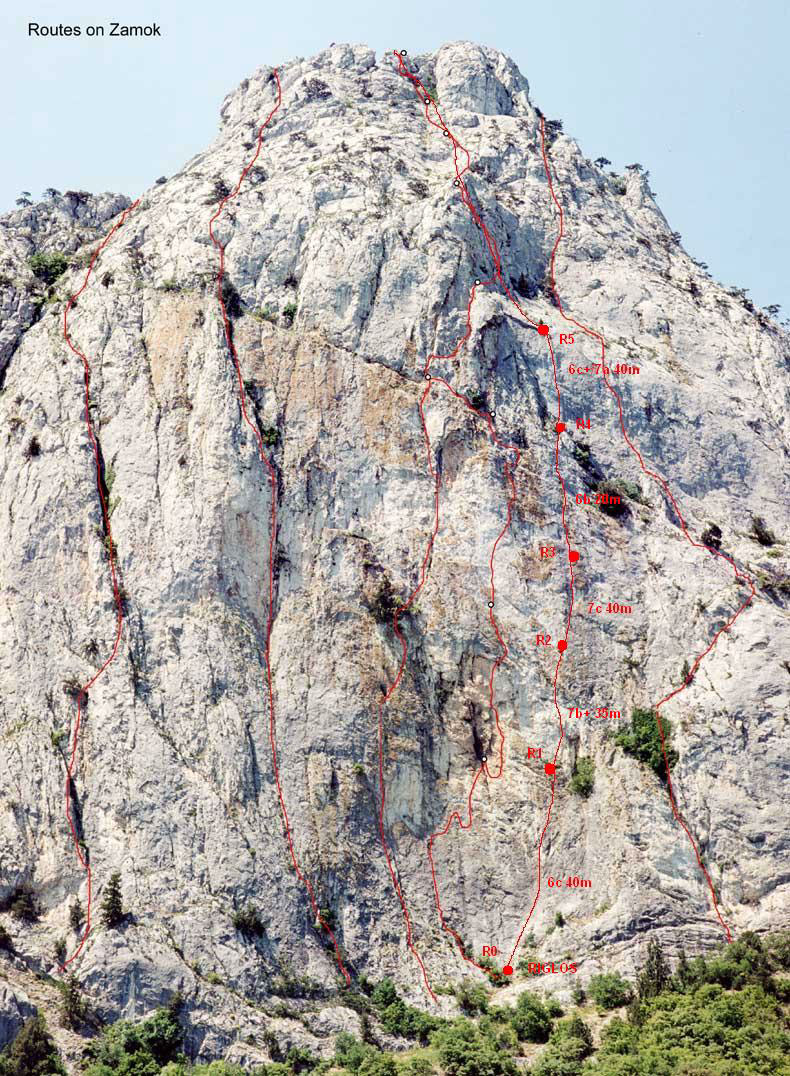 Routes on Zamok
R5
6c+ 7a 40m
R4
6b 28m
R3
7c 40m
R2
7b+ 35m
R1
6c 40m
R0
RIGLOS